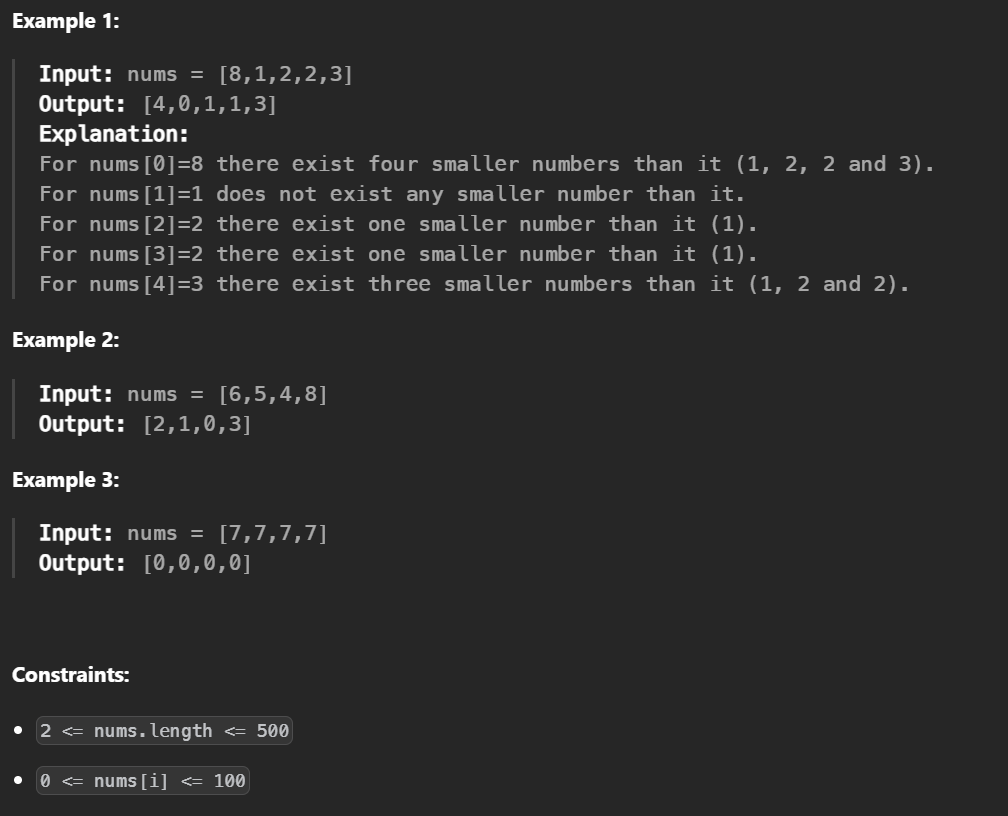 Example 1:
Input: nums = [8,1,2,2,3]
Output: [4,0,1,1,3]
Explanation:
For nums[0]=8 there exist four smaller numbers than it (1, 2, 2 and 3).
For nums[1]=1 does not exist any smaller number than it.
For nums[2]=2 there exist one smaller number than it (1).
For nums[3]=2 there exist one smaller number than it (1).
For nums[4]=3 there exist three smaller numbers than it (1, 2 and 2).
Example 2:
Input: nums = [6,5,4,8]
Output: [2,1,0,3]
Example 3:
Input: nums = [7,7,7,7]
Output: [0,0,0,0]
Constraints:
• 2 <= nums.length <= 500
• 0 <= nums[i] <= 100